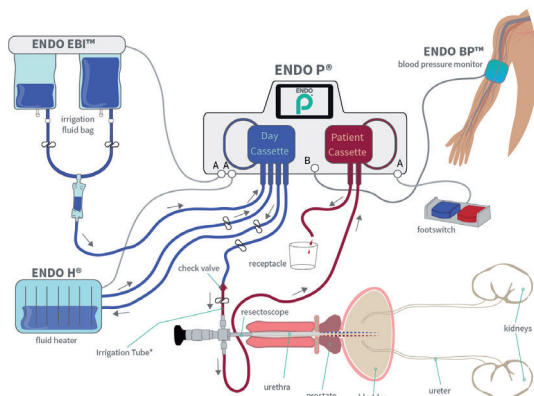 ENDO EBI™
irrigation
fluid bag
ENDO P®
ENDO
p
Day
Cassette
Patient
Cassette
A
A
B
A
ENDO BP™
blood pressure monitor
footswitch
receptacle
ENDO H®
fluid heater
check valve
Irrigation Tube*
resectoscope
urethra
prostate
ureter
kidneys